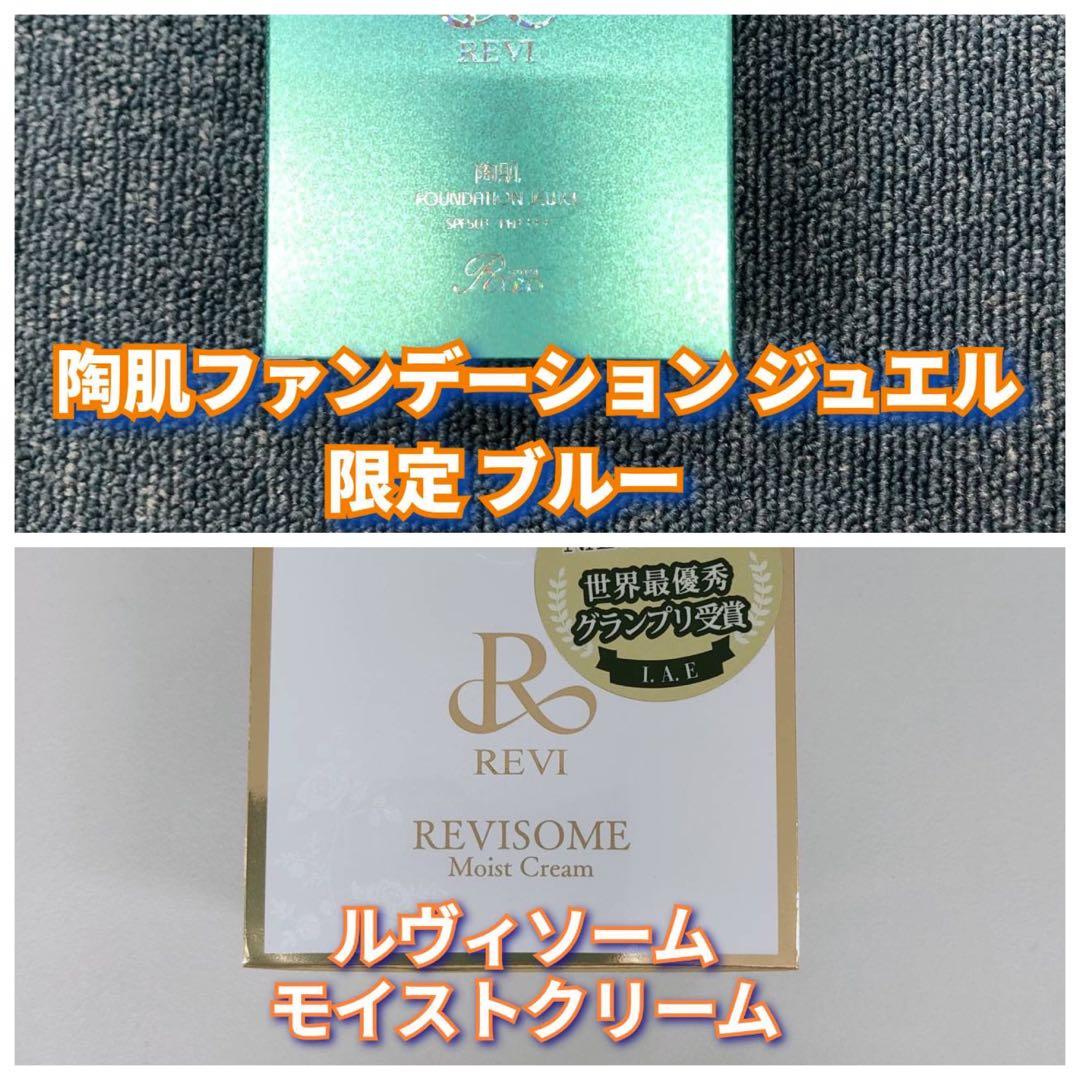 REVI
陶肌
FOUNDATION JEWEL
陶肌ファンデーション ジュエル
限定 ブルー
世界最優秀
グランプリ受賞
I. A. E
R
REVI
REVISOME
Moist Cream
ルヴィソーム
モイストクリーム